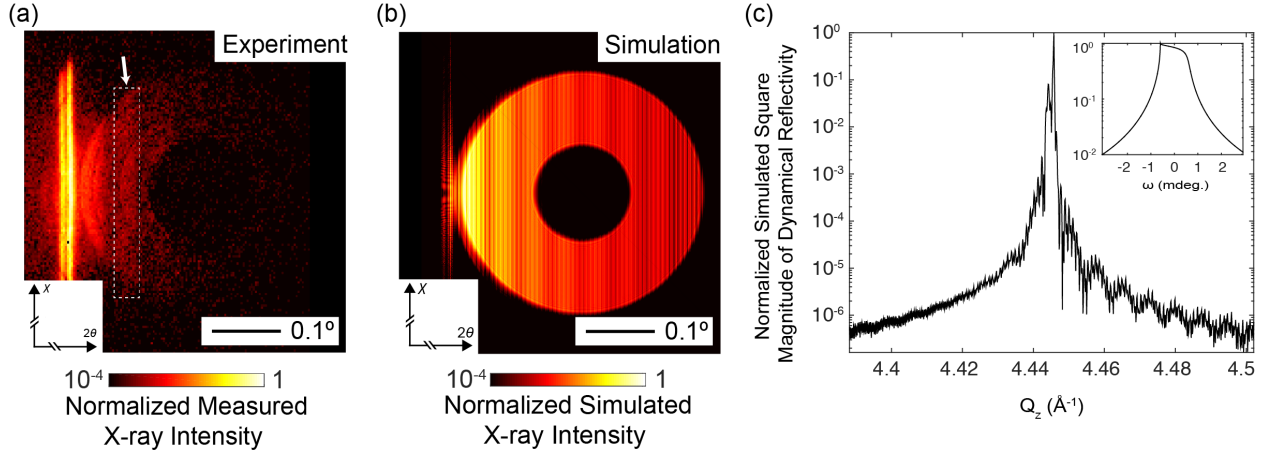 (a)
Experiment
χ
2θ
0.1º
10⁻⁴
1
Normalized Measured
X-ray Intensity
(b)
Simulation
χ
2θ
0.1º
10⁻⁴
1
Normalized Simulated
X-ray Intensity
(c)
Normalized Simulated Square
Magnitude of Dynamical Reflectivity
10⁰
10⁻¹
10⁻²
10⁻³
10⁻⁴
10⁻⁵
10⁻⁶
4.4
4.42
4.44
4.46
4.48
4.5
Q_z (Å⁻¹)
10⁰
10⁻¹
10⁻²
-2
-1
0
1
2
ω (mdeg.)